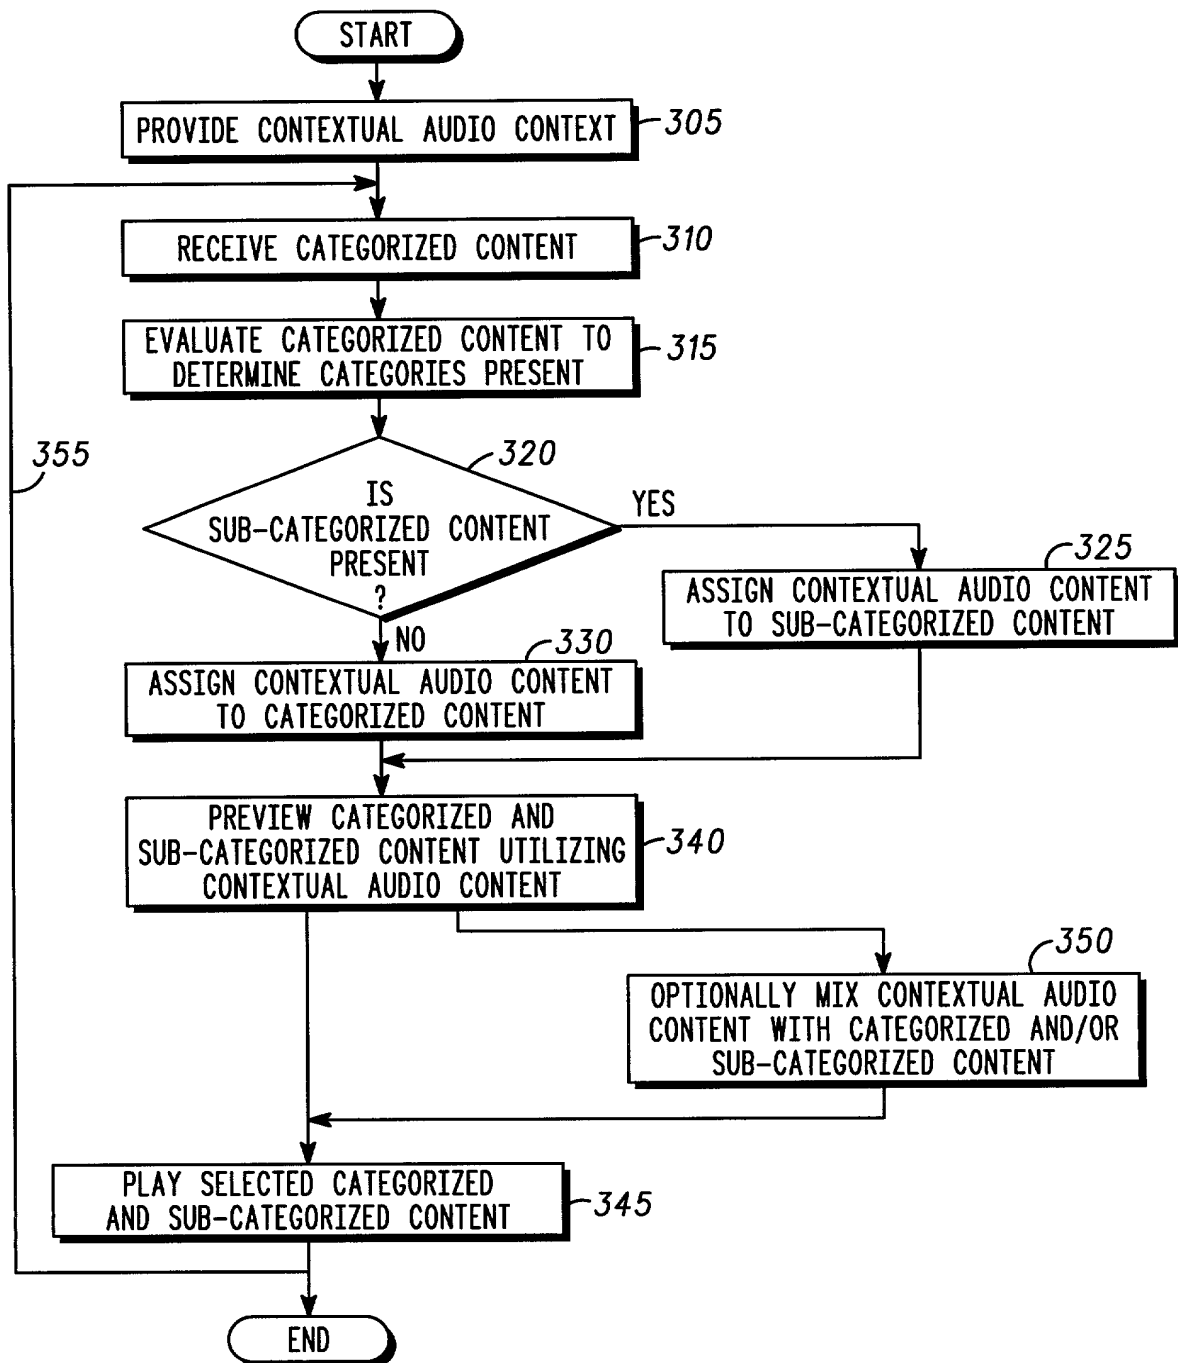 START
PROVIDE CONTEXTUAL AUDIO CONTEXT
305
RECEIVE CATEGORIZED CONTENT
310
EVALUATE CATEGORIZED CONTENT TO
DETERMINE CATEGORIES PRESENT
315
355
320
IS
SUB-CATEGORIZED CONTENT
PRESENT
?
YES
325
ASSIGN CONTEXTUAL AUDIO CONTENT
TO SUB-CATEGORIZED CONTENT
NO
330
ASSIGN CONTEXTUAL AUDIO CONTENT
TO CATEGORIZED CONTENT
PREVIEW CATEGORIZED AND
SUB-CATEGORIZED CONTENT UTILIZING
CONTEXTUAL AUDIO CONTENT
340
350
OPTIONALLY MIX CONTEXTUAL AUDIO
CONTENT WITH CATEGORIZED AND/OR
SUB-CATEGORIZED CONTENT
PLAY SELECTED CATEGORIZED
AND SUB-CATEGORIZED CONTENT
345
END